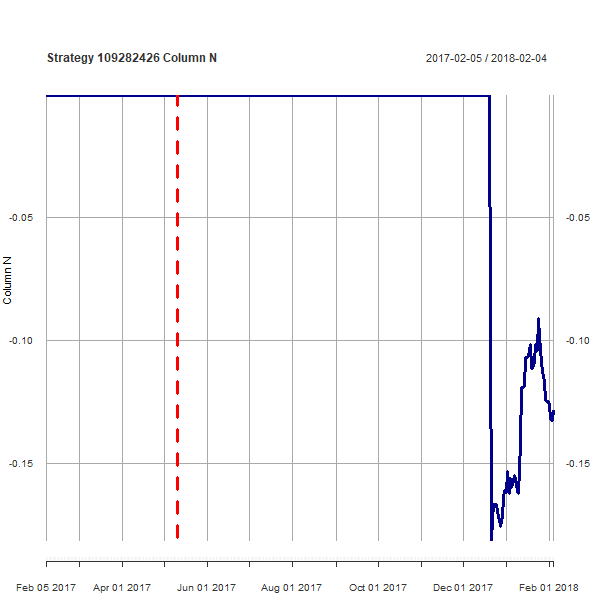 Strategy 109282426 Column N
2017-02-05 / 2018-02-04
-0.05
-0.05
Column N
-0.10
-0.10
-0.15
-0.15
Feb 05 2017
Apr 01 2017
Jun 01 2017
Aug 01 2017
Oct 01 2017
Dec 01 2017
Feb 01 2018